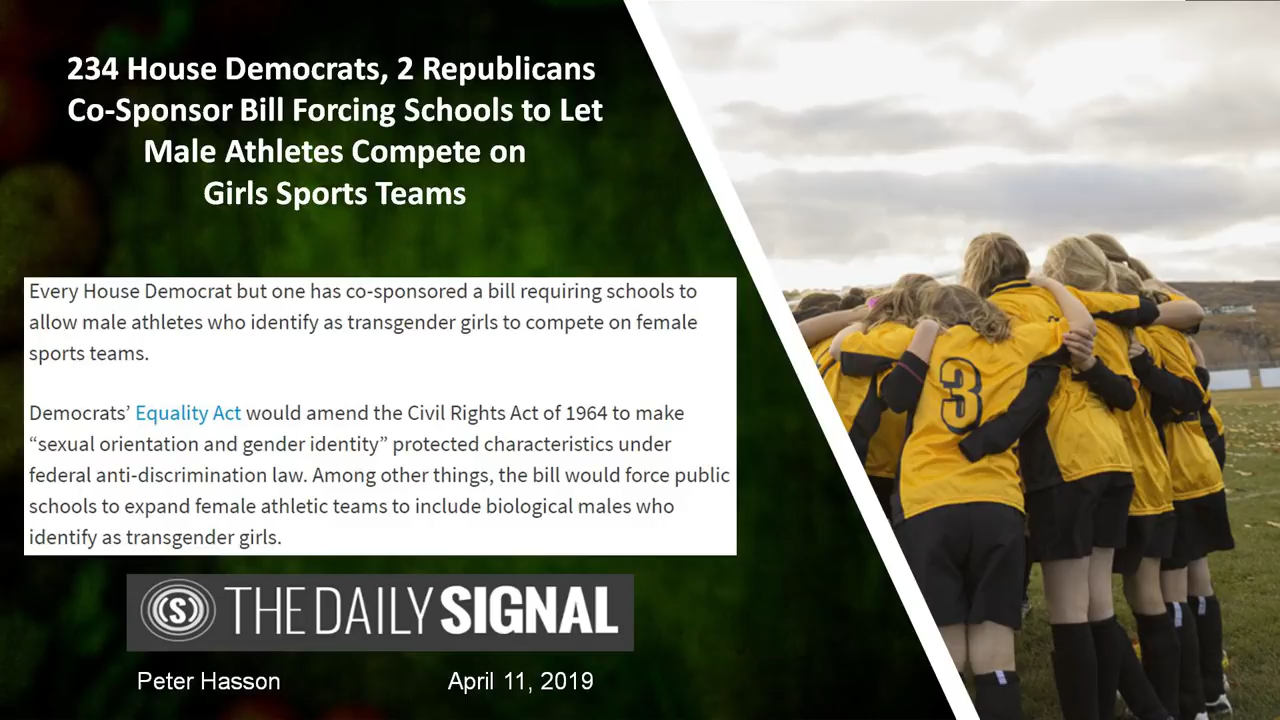 234 House Democrats, 2 Republicans
Co-Sponsor Bill Forcing Schools to Let
Male Athletes Compete on
Girls Sports Teams
Every House Democrat but one has co-sponsored a bill requiring schools to
allow male athletes who identify as transgender girls to compete on female
sports teams.
Democrats’ Equality Act would amend the Civil Rights Act of 1964 to make
“sexual orientation and gender identity” protected characteristics under
federal anti-discrimination law. Among other things, the bill would force public
schools to expand female athletic teams to include biological males who
identify as transgender girls.
(S) THE DAILY SIGNAL
Peter Hasson April 11, 2019
3